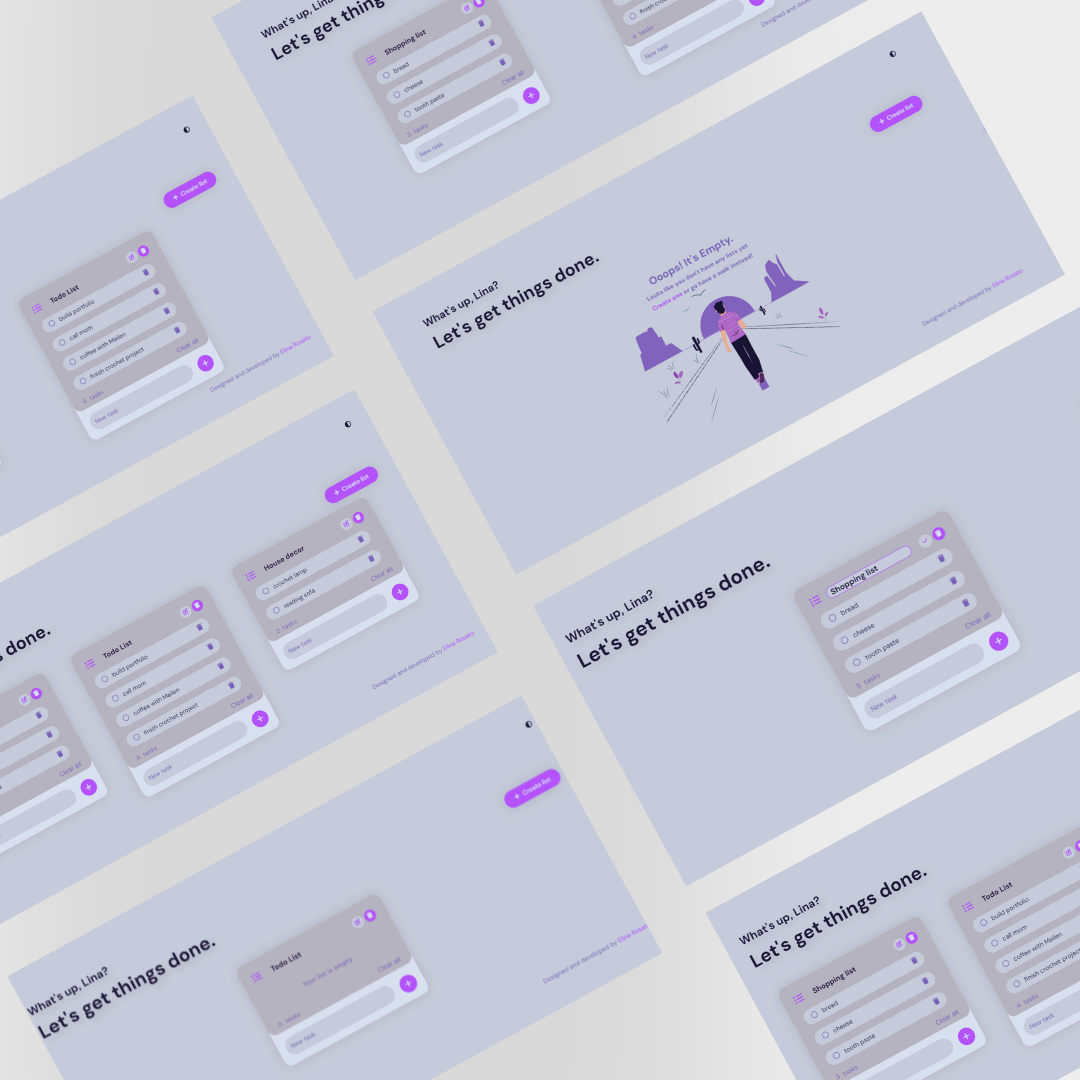 What's up, Lina?
Let's get things
Shopping list
bread
cheese
tooth paste
3 tasks
Clear all
New task
finish croch
4 tasks
New task
Designed and developed
Create list
Todo List
build portfolio
call mom
coffee with Mailen
finish crochet project
4 tasks
Clear all
New task
Designed and developed by Elina Rosato
Create list
What's up, Lina?
Let's get things done.
Ooops! It's Empty.
Looks like you don't have any lists yet
Create one or go have a walk instead!
Designed and developed by Elina Rosato
Create list
s done.
Clear all
Todo List
build portfolio
call mom
coffee with Mailen
finish crochet project
4 tasks
Clear all
New task
House decor
crochet lamp
reading sofa
2 tasks
Clear all
New task
Designed and developed by Elina Rosato
What's up, Lina?
Let's get things done.
Shopping list
bread
cheese
tooth paste
3 tasks
Clear all
New task
Create list
What's up, Lina?
Let's get things done.
Todo List
Your list is empty
0 tasks
Clear all
New task
Designed and developed by Elina Rosato
What's up, Lina?
Let's get things done.
Shopping list
bread
cheese
tooth paste
3 tasks
Clear all
Todo List
build portfolio
call mom
coffee with Mailen
finish crochet project
4 tasks
New task